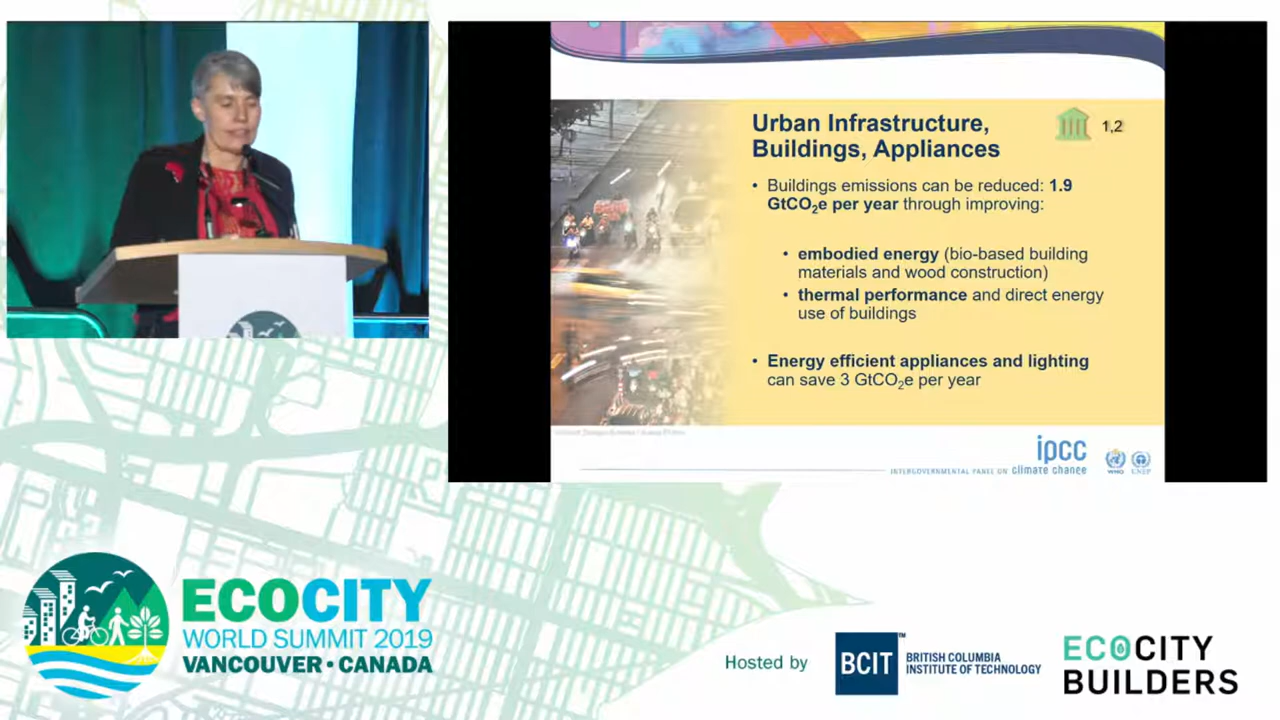 Urban Infrastructure,
Buildings, Appliances
1,2
• Buildings emissions can be reduced: 1.9
GtCO₂e per year through improving:
• embodied energy (bio-based building
materials and wood construction)
• thermal performance and direct energy
use of buildings
• Energy efficient appliances and lighting
can save 3 GtCO₂e per year
ipcc
INTERGOVERNMENTAL PANEL ON climate change
WMO
UNEP
ECOCITY
WORLD SUMMIT 2019
VANCOUVER • CANADA
Hosted by
BCIT
™
BRITISH COLUMBIA
INSTITUTE OF TECHNOLOGY
ECOCITY
BUILDERS